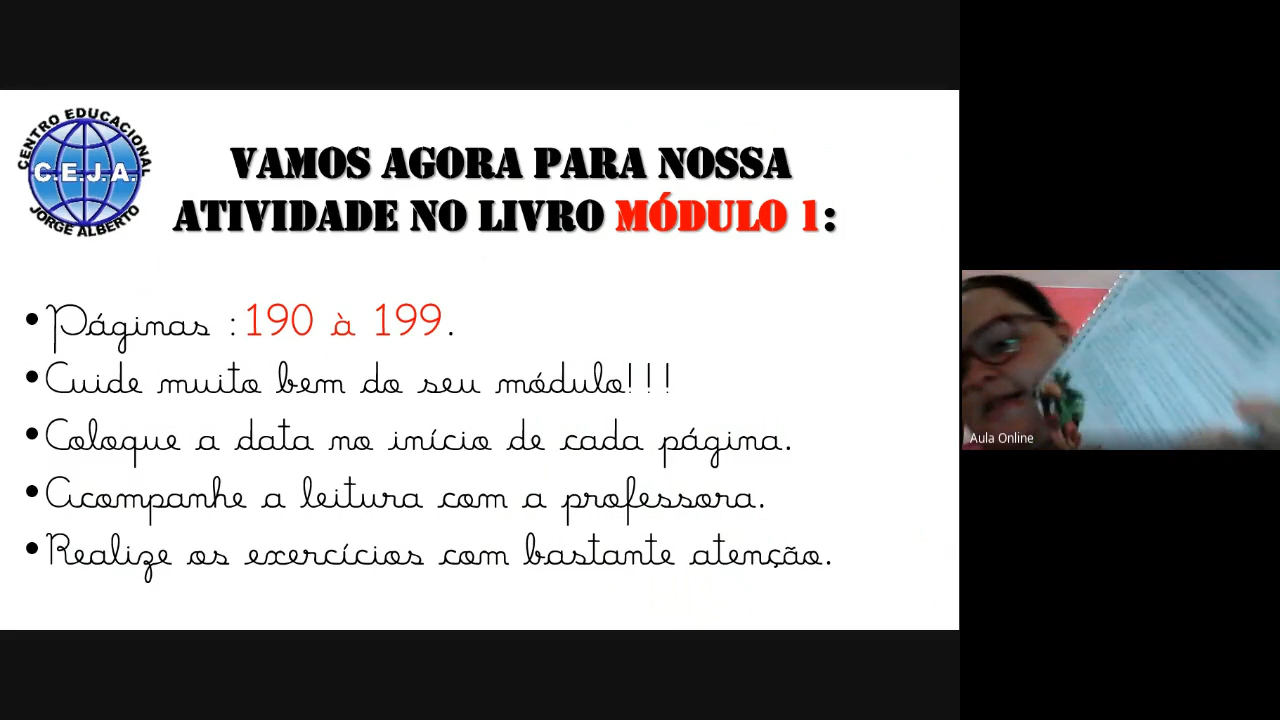 CENTRO EDUCACIONAL
C.E.J.A.
JORGE ALBERTO
VAMOS AGORA PARA NOSSA
ATIVIDADE NO LIVRO MÓDULO 1:
•Páginas : 190 à 199.
•Cuide muito bem do seu módulo!!!
•Coloque a data no início de cada página.
•Acompanhe a leitura com a professora.
•Realize os exercícios com bastante atenção.
Aula Online